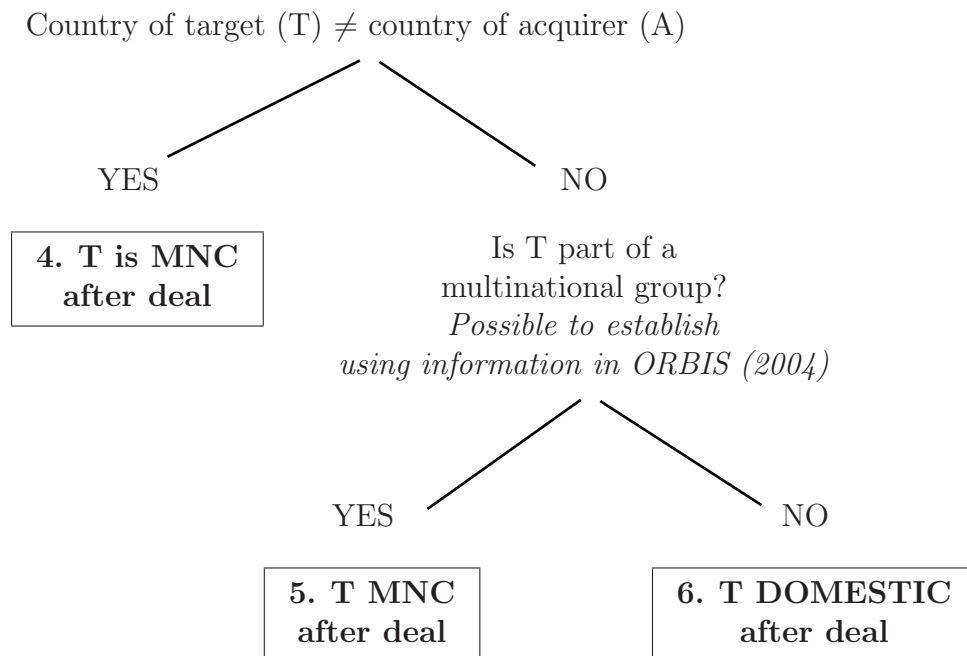 Country of target (T) ≠ country of acquirer (A)
YES
NO
4. T is MNC
after deal
Is T part of a
multinational group?
Possible to establish
using information in ORBIS (2004)
YES
NO
5. T MNC
after deal
6. T DOMESTIC
after deal